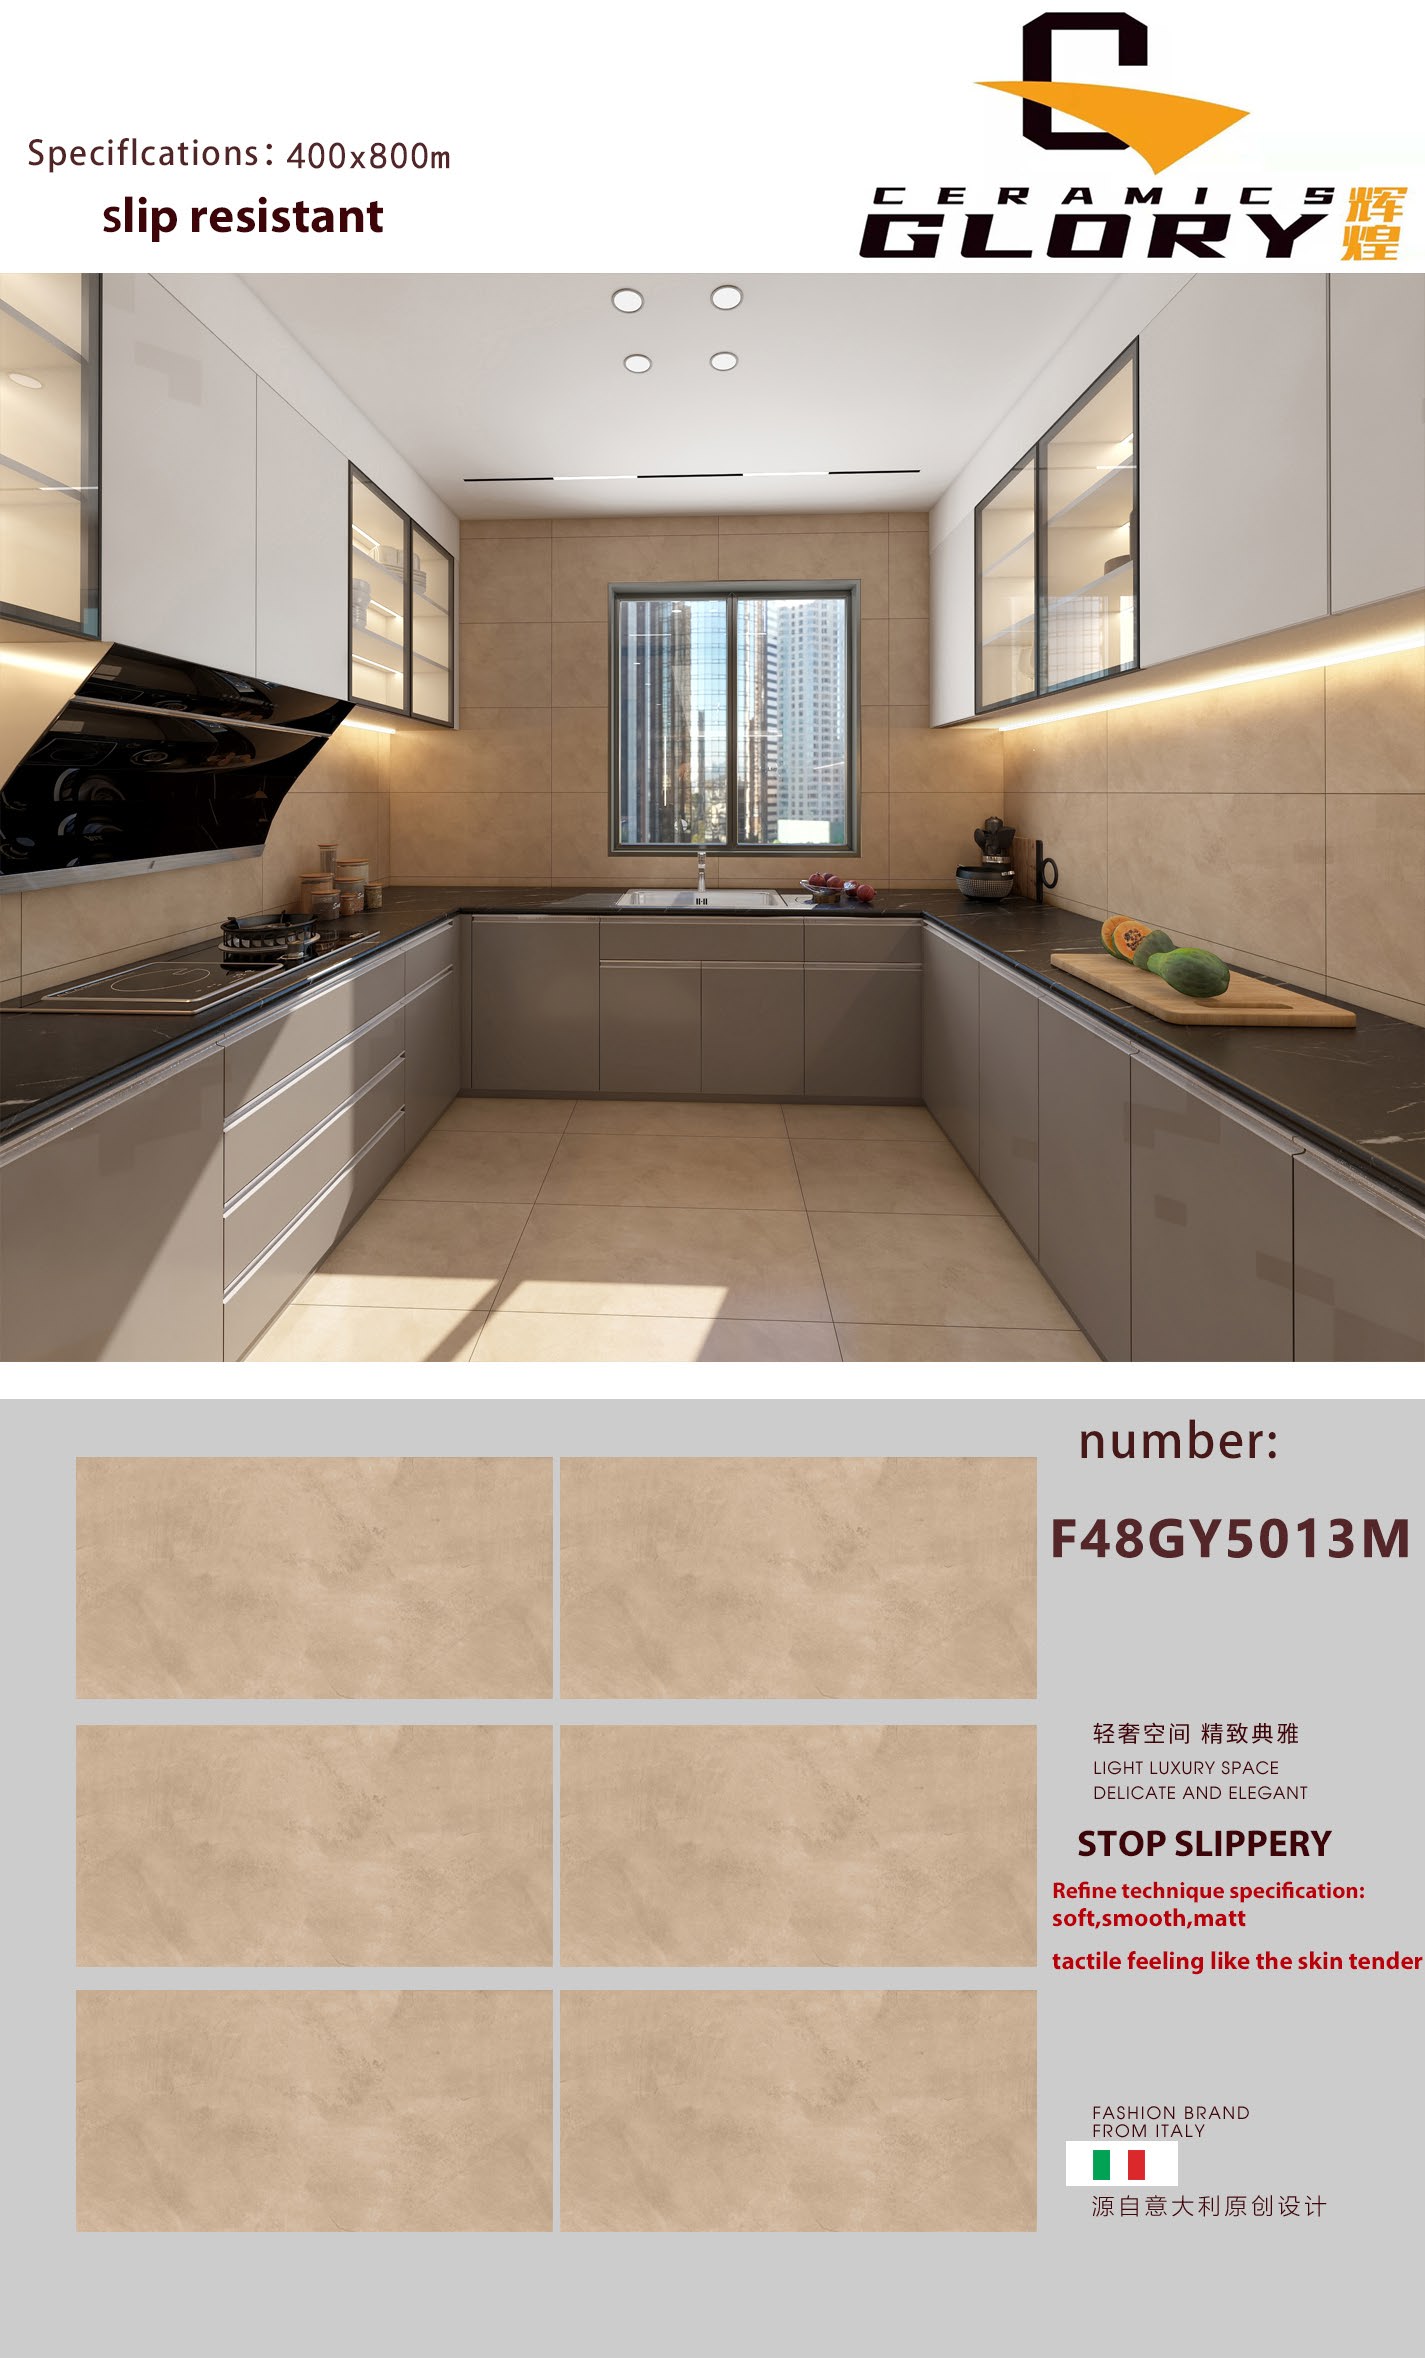 Speciflcations: 400x800m
slip resistant
C
CERAMICS
GLORY 辉煌
number:
F48GY5013M
轻奢空间 精致典雅
LIGHT LUXURY SPACE
DELICATE AND ELEGANT
STOP SLIPPERY
Refine technique specification:
soft,smooth,matt
tactile feeling like the skin tender
FASHION BRAND
FROM ITALY
源自意大利原创设计